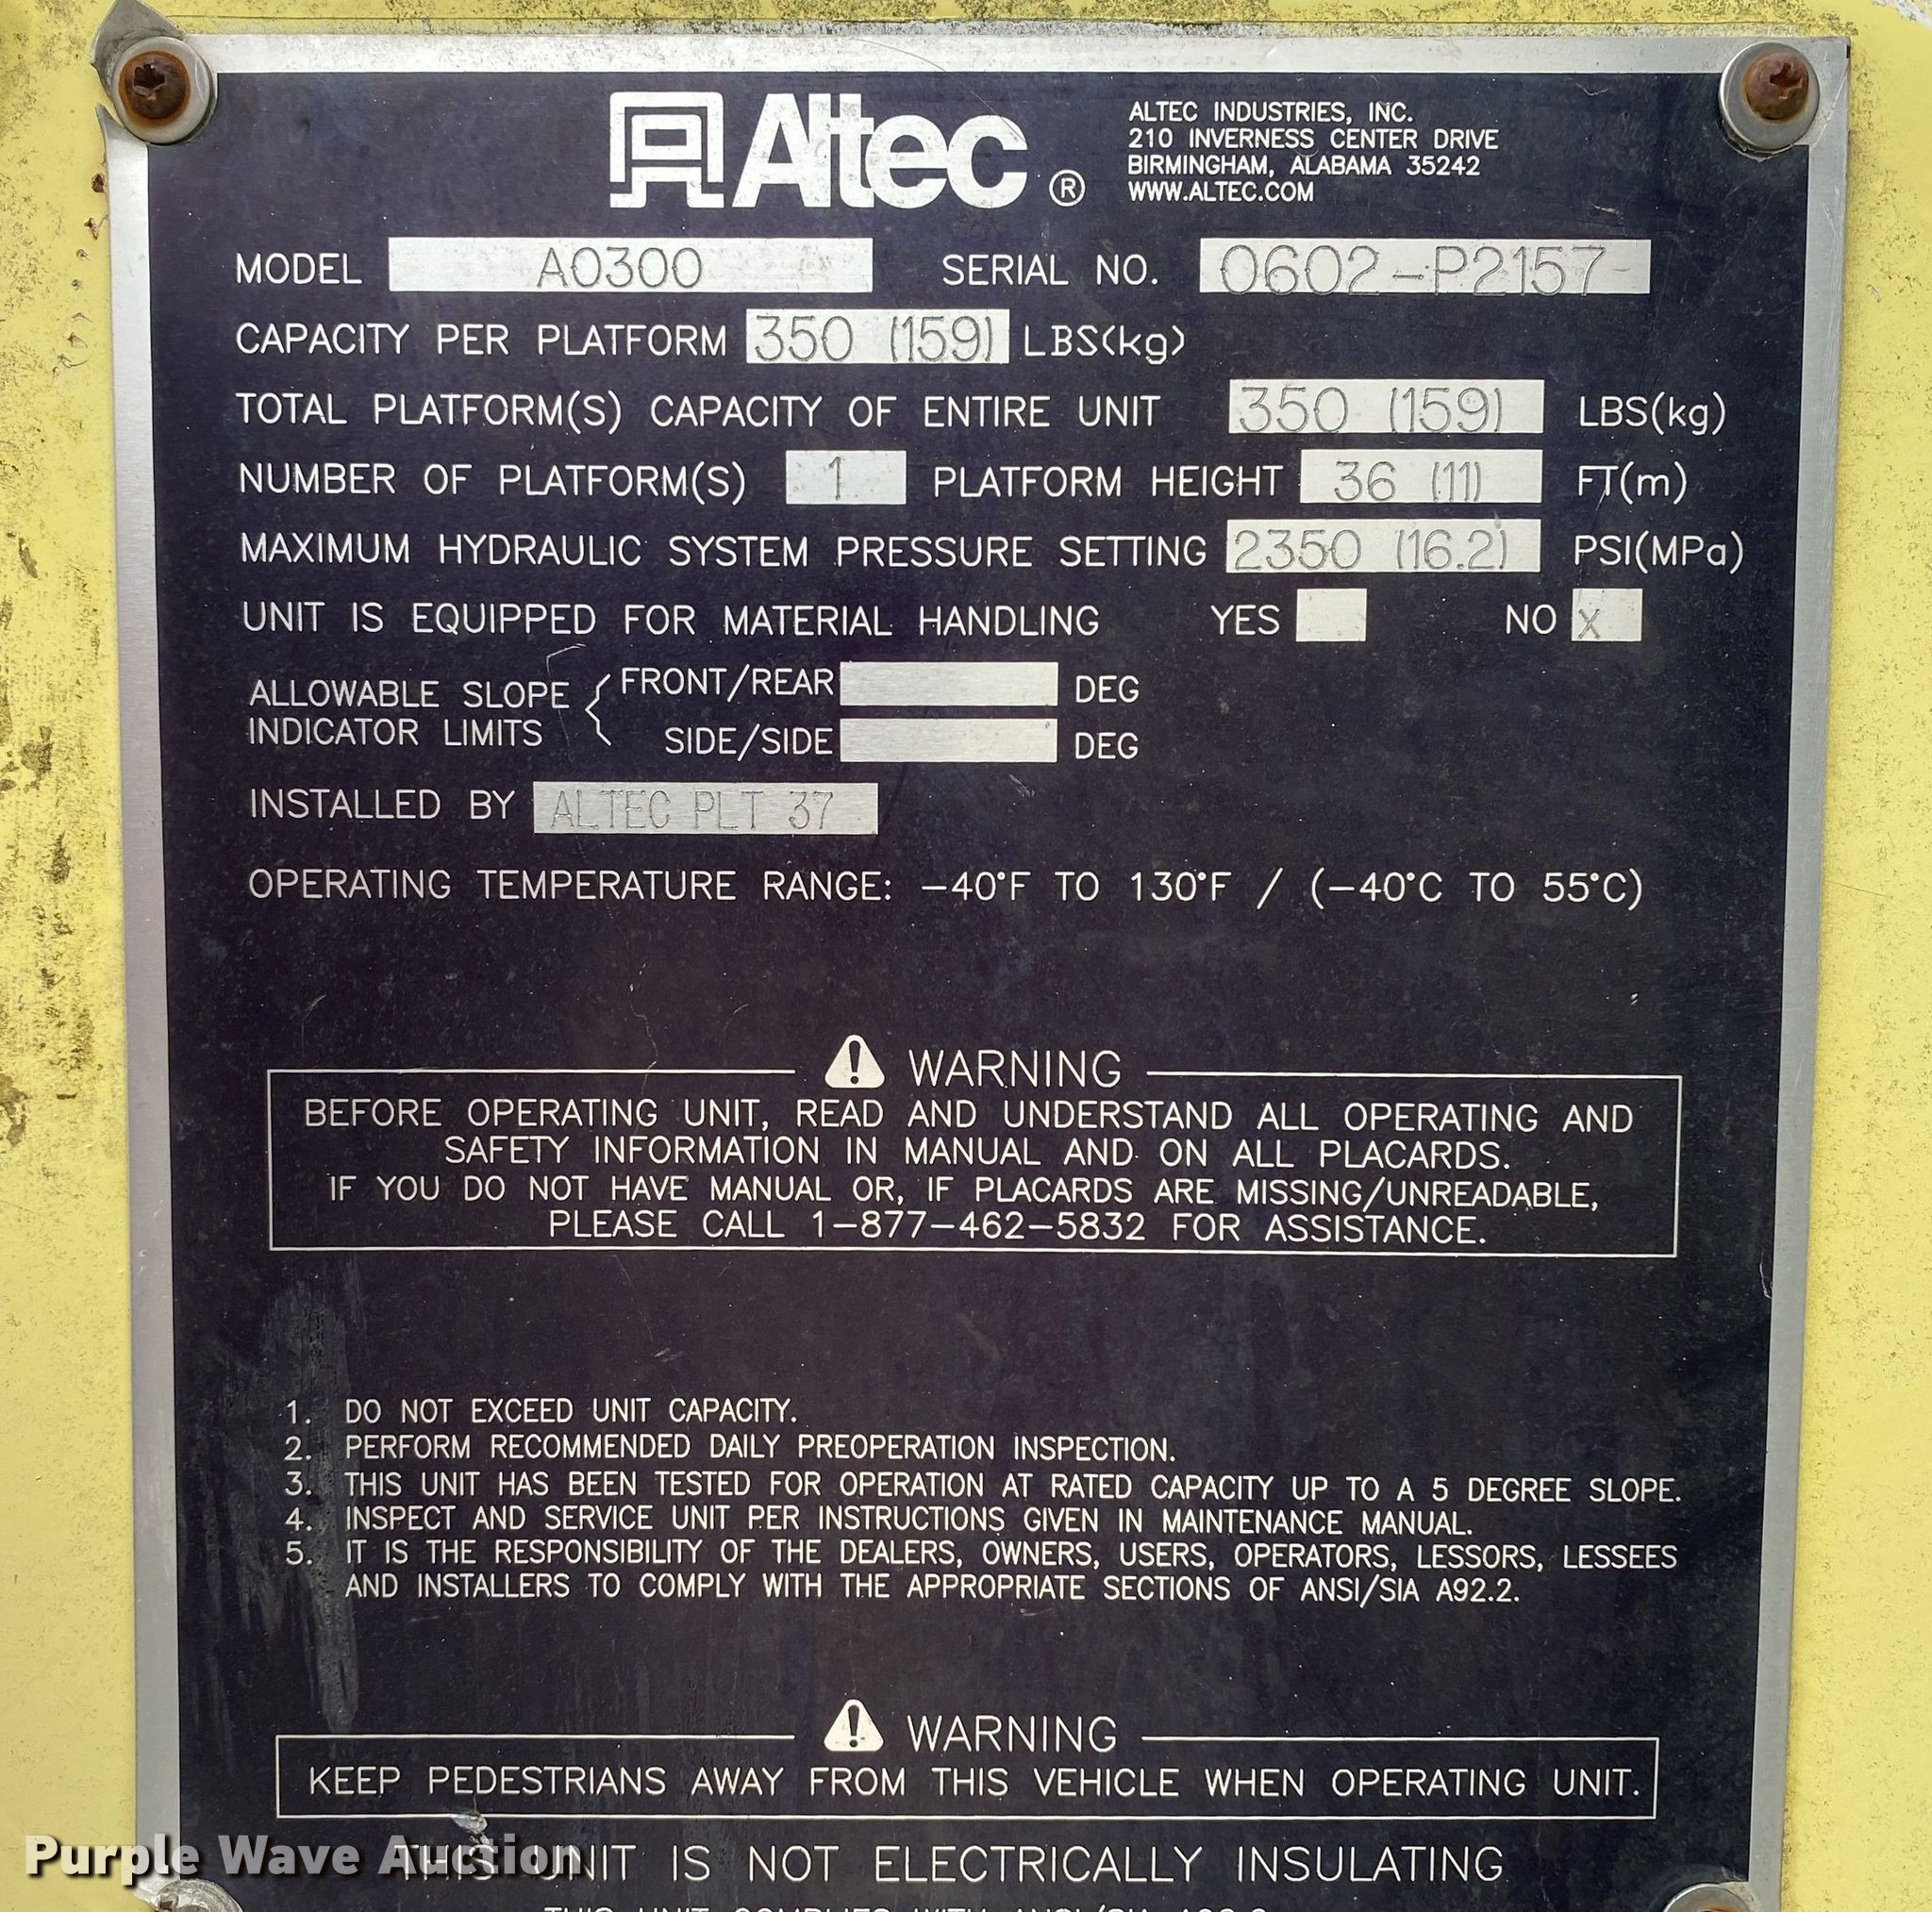 Altec ®
ALTEC INDUSTRIES, INC.
210 INVERNESS CENTER DRIVE
BIRMINGHAM, ALABAMA 35242
WWW.ALTEC.COM
MODEL AO300 SERIAL NO. 0602-P2157
CAPACITY PER PLATFORM 350 (159) LBS(kg)
TOTAL PLATFORM(S) CAPACITY OF ENTIRE UNIT 350 (159) LBS(kg)
NUMBER OF PLATFORM(S) 1 PLATFORM HEIGHT 36 (11) FT(m)
MAXIMUM HYDRAULIC SYSTEM PRESSURE SETTING 2350 (16.2) PSI(MPa)
UNIT IS EQUIPPED FOR MATERIAL HANDLING YES NO X
ALLOWABLE SLOPE INDICATOR LIMITS
FRONT/REAR DEG
SIDE/SIDE DEG
INSTALLED BY ALTEC PLT 37
OPERATING TEMPERATURE RANGE: -40°F TO 130°F / (-40°C TO 55°C)
WARNING
BEFORE OPERATING UNIT, READ AND UNDERSTAND ALL OPERATING AND
SAFETY INFORMATION IN MANUAL AND ON ALL PLACARDS.
IF YOU DO NOT HAVE MANUAL OR, IF PLACARDS ARE MISSING/UNREADABLE,
PLEASE CALL 1-877-462-5832 FOR ASSISTANCE.
1. DO NOT EXCEED UNIT CAPACITY.
2. PERFORM RECOMMENDED DAILY PREOPERATION INSPECTION.
3. THIS UNIT HAS BEEN TESTED FOR OPERATION AT RATED CAPACITY UP TO A 5 DEGREE SLOPE.
4. INSPECT AND SERVICE UNIT PER INSTRUCTIONS GIVEN IN MAINTENANCE MANUAL.
5. IT IS THE RESPONSIBILITY OF THE DEALERS, OWNERS, USERS, OPERATORS, LESSORS, LESSEES
AND INSTALLERS TO COMPLY WITH THE APPROPRIATE SECTIONS OF ANSI/SIA A92.2.
WARNING
KEEP PEDESTRIANS AWAY FROM THIS VEHICLE WHEN OPERATING UNIT.
THIS UNIT IS NOT ELECTRICALLY INSULATING
Purple Wave Auction
THIS UNIT COMPLIES WITH ANSI/SIA